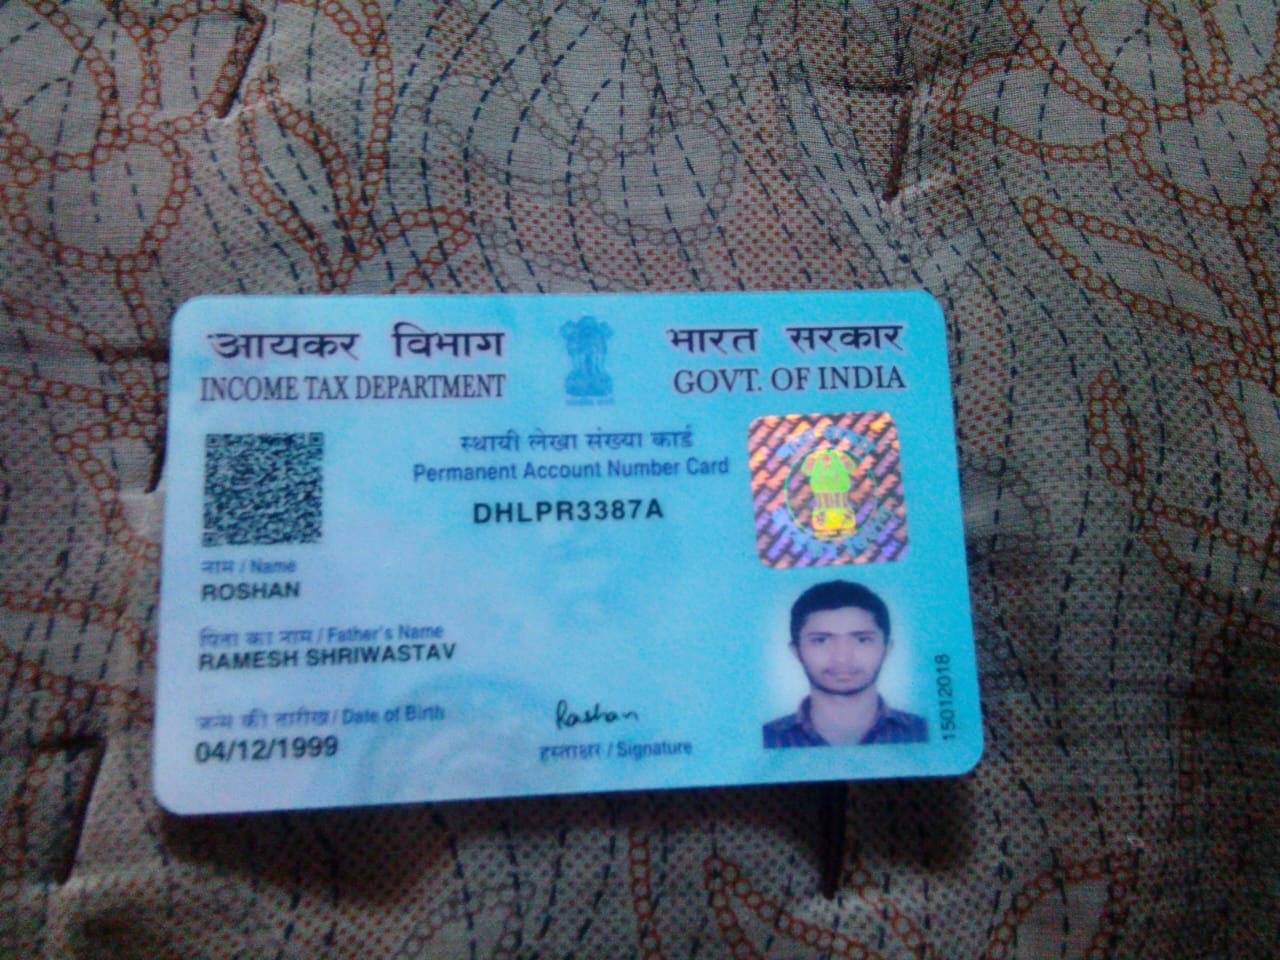 आयकर विभाग
INCOME TAX DEPARTMENT
भारत सरकार
GOVT. OF INDIA
स्थायी लेखा संख्या कार्ड
Permanent Account Number Card
DHLPR3387A
नाम / Name
ROSHAN
पिता का नाम / Father's Name
RAMESH SHRIWASTAV
जन्म की तारीख / Date of Birth
04/12/1999
Roshan
हस्ताक्षर / Signature
15012018